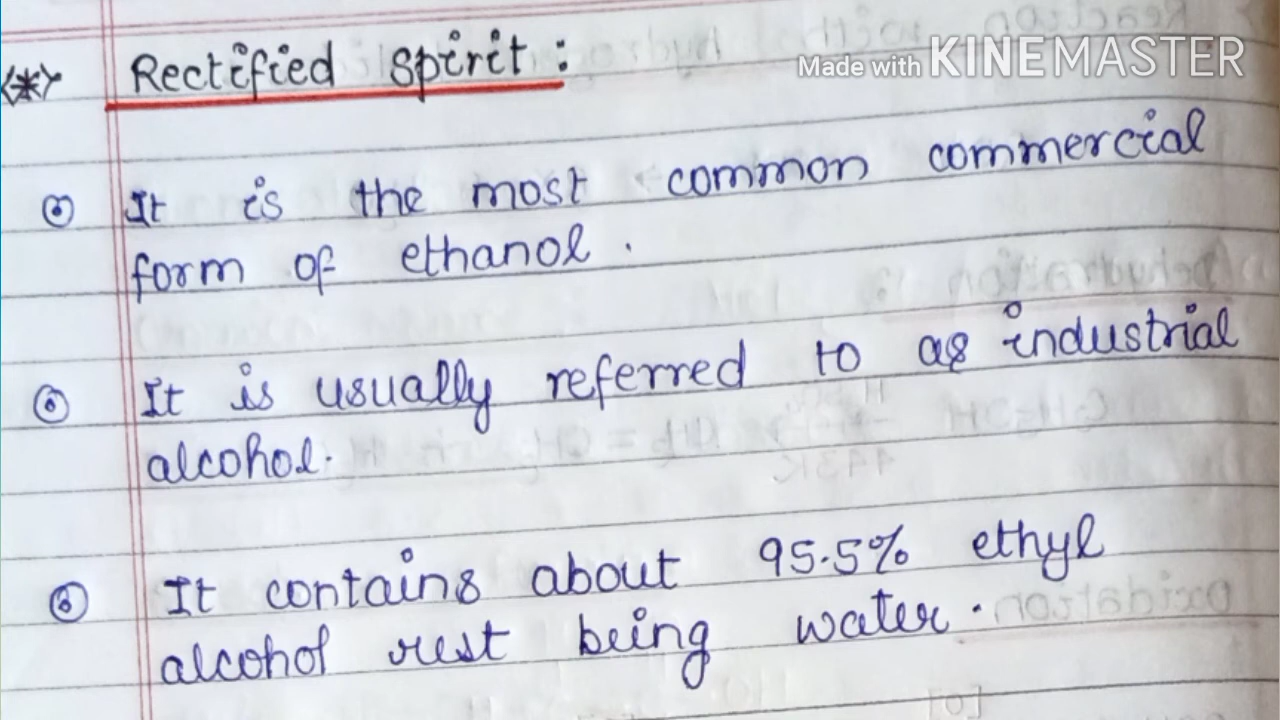 Made with KINEMASTER
<*> Rectified Spirit :
It is the most common commercial
form of ethanol .
It is usually referred to as industrial
alcohol.
It contains about 95.5% ethyl
alcohol rest being water .